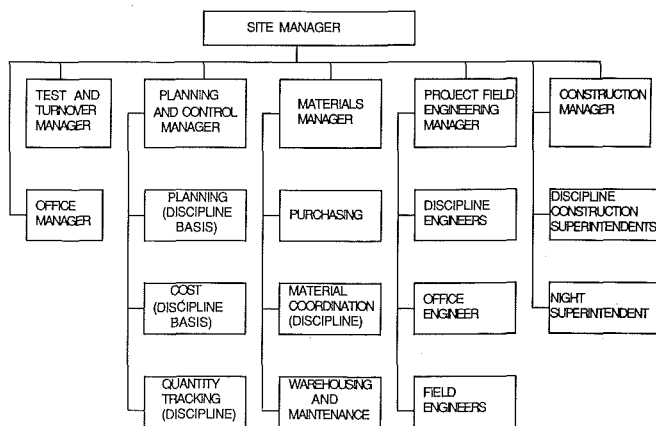 SITE MANAGER
TEST AND
TURNOVER
MANAGER
PLANNING
AND CONTROL
MANAGER
MATERIALS
MANAGER
PROJECT FIELD
ENGINEERING
MANAGER
CONSTRUCTION
MANAGER
OFFICE
MANAGER
PLANNING
(DISCIPLINE
BASIS)
PURCHASING
DISCIPLINE
ENGINEERS
DISCIPLINE
CONSTRUCTION
SUPERINTENDENTS
COST
(DISCIPLINE
BASIS)
MATERIAL
COORDINATION
(DISCIPLINE)
OFFICE
ENGINEER
NIGHT
SUPERINTENDENT
QUANTITY
TRACKING
(DISCIPLINE)
WAREHOUSING
AND
MAINTENANCE
FIELD
ENGINEERS